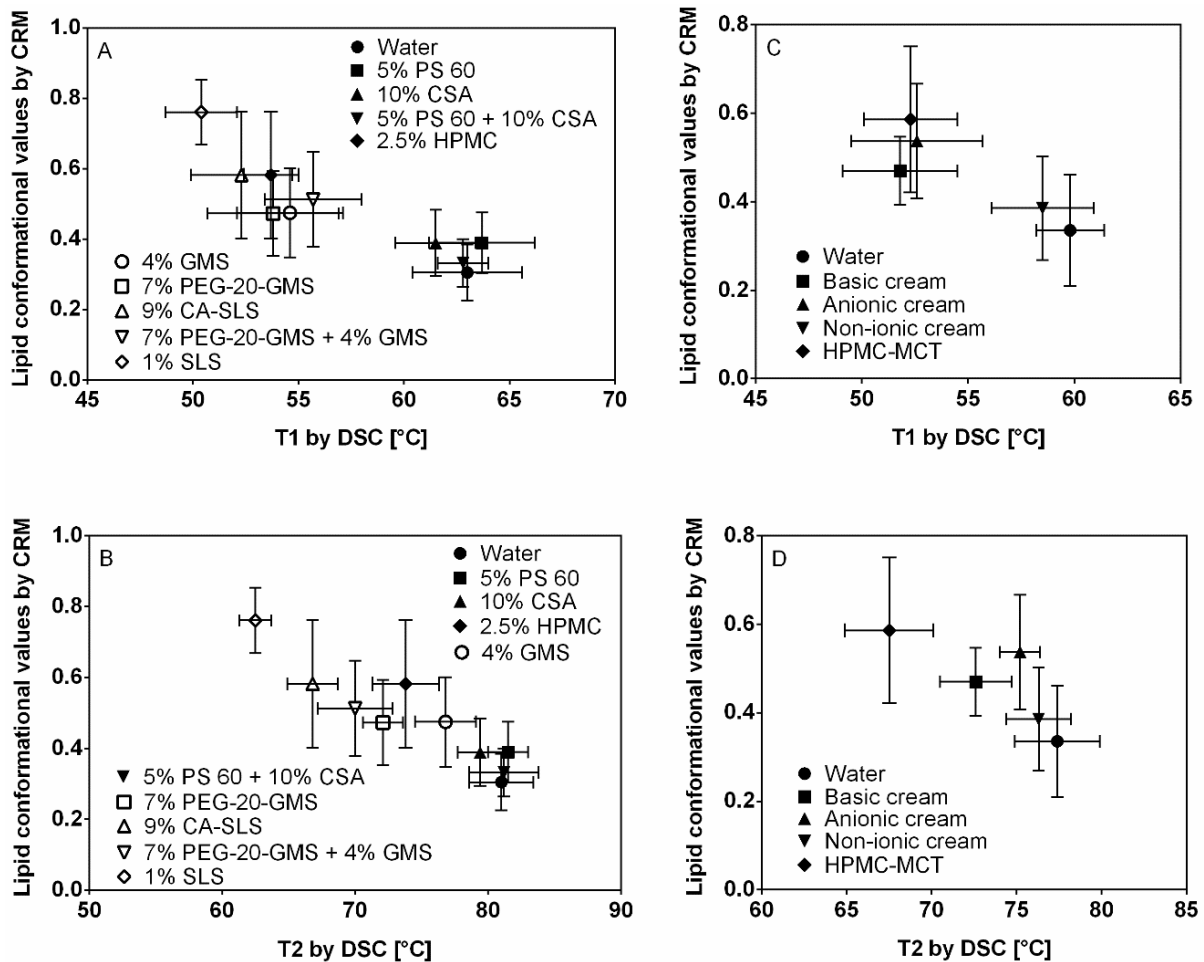 Lipid conformational values by CRM
1.0
0.8
0.6
0.4
0.2
0.0
A
Water
5% PS 60
10% CSA
5% PS 60 + 10% CSA
2.5% HPMC
4% GMS
7% PEG-20-GMS
9% CA-SLS
7% PEG-20-GMS + 4% GMS
1% SLS
45 50 55 60 65 70
T1 by DSC [°C]
Lipid conformational values by CRM
0.8
0.6
0.4
0.2
0.0
C
Water
Basic cream
Anionic cream
Non-ionic cream
HPMC-MCT
45 50 55 60 65
T1 by DSC [°C]
Lipid conformational values by CRM
1.0
0.8
0.6
0.4
0.2
0.0
B
Water
5% PS 60
10% CSA
2.5% HPMC
4% GMS
5% PS 60 + 10% CSA
7% PEG-20-GMS
9% CA-SLS
7% PEG-20-GMS + 4% GMS
1% SLS
50 60 70 80 90
T2 by DSC [°C]
Lipid conformational values by CRM
0.8
0.6
0.4
0.2
0.0
D
Water
Basic cream
Anionic cream
Non-ionic cream
HPMC-MCT
60 65 70 75 80 85
T2 by DSC [°C]